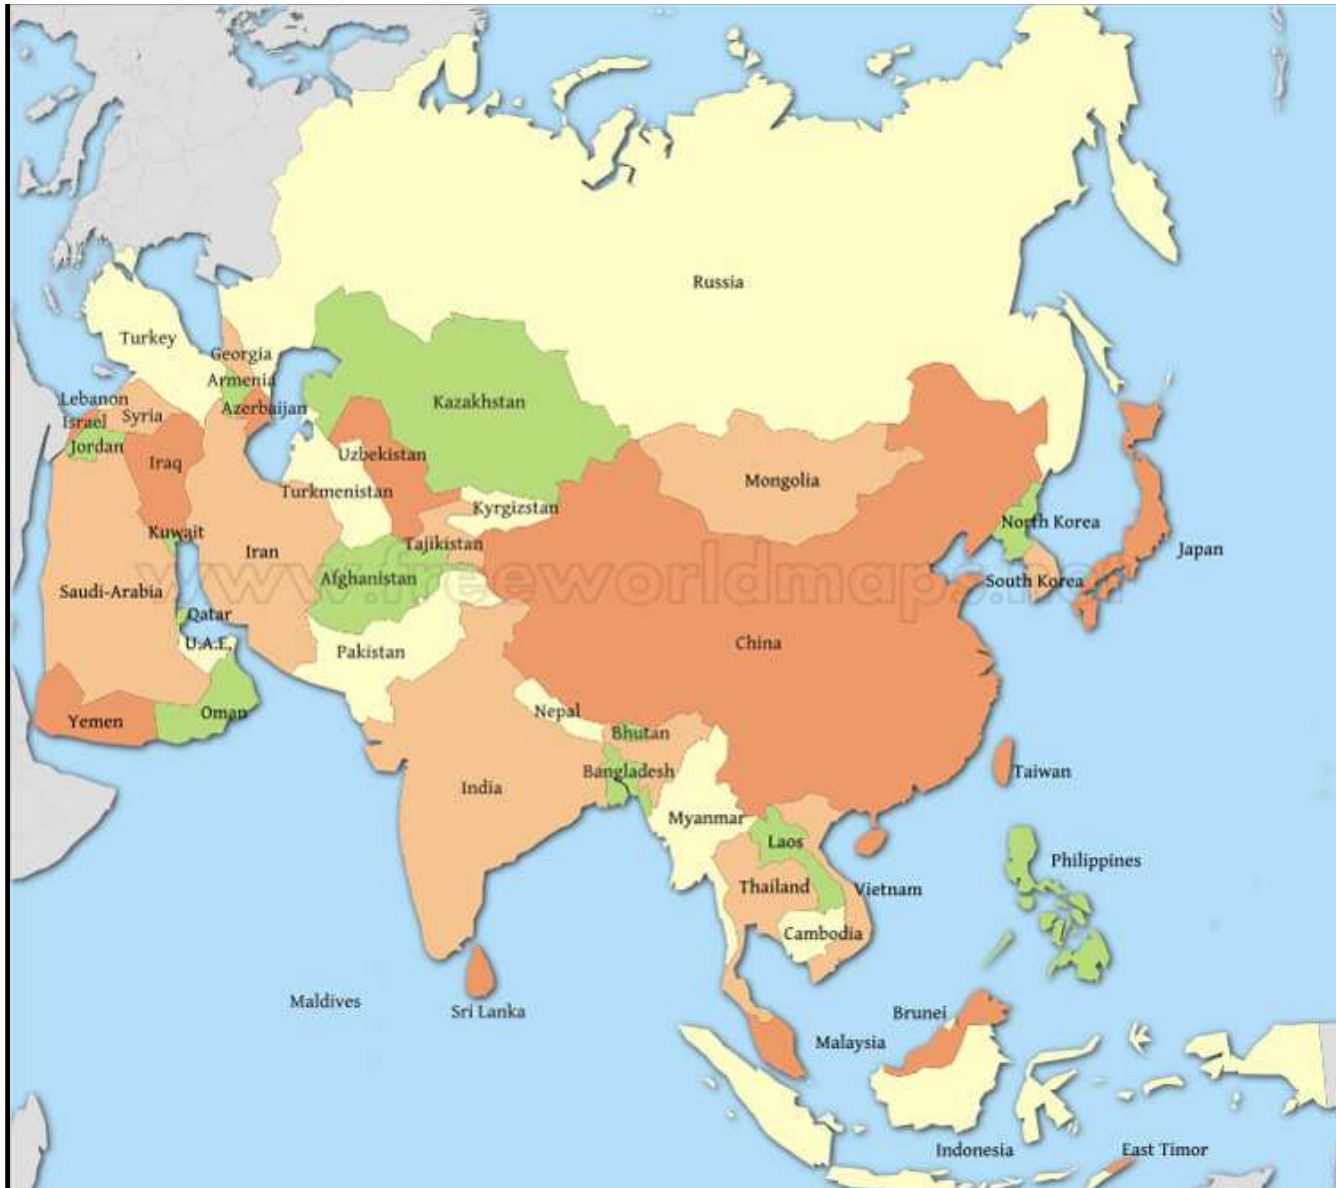 Russia
Turkey
Georgia
Armenia
Lebanon
Azerbaijan
Syria
Israel
Jordan
Kazakhstan
Iraq
Uzbekistan
Mongolia
Turkmenistan
Kyrgizstan
Kuwait
North Korea
Iran
Tajikistan
Japan
www.freeworldmaps.net
Afghanistan
South Korea
Saudi-Arabia
Qatar
U.A.E.
Pakistan
China
Nepal
Oman
Yemen
Bhutan
Bangladesh
Taiwan
India
Myanmar
Laos
Philippines
Thailand
Vietnam
Cambodia
Maldives
Sri Lanka
Brunei
Malaysia
Indonesia
East Timor